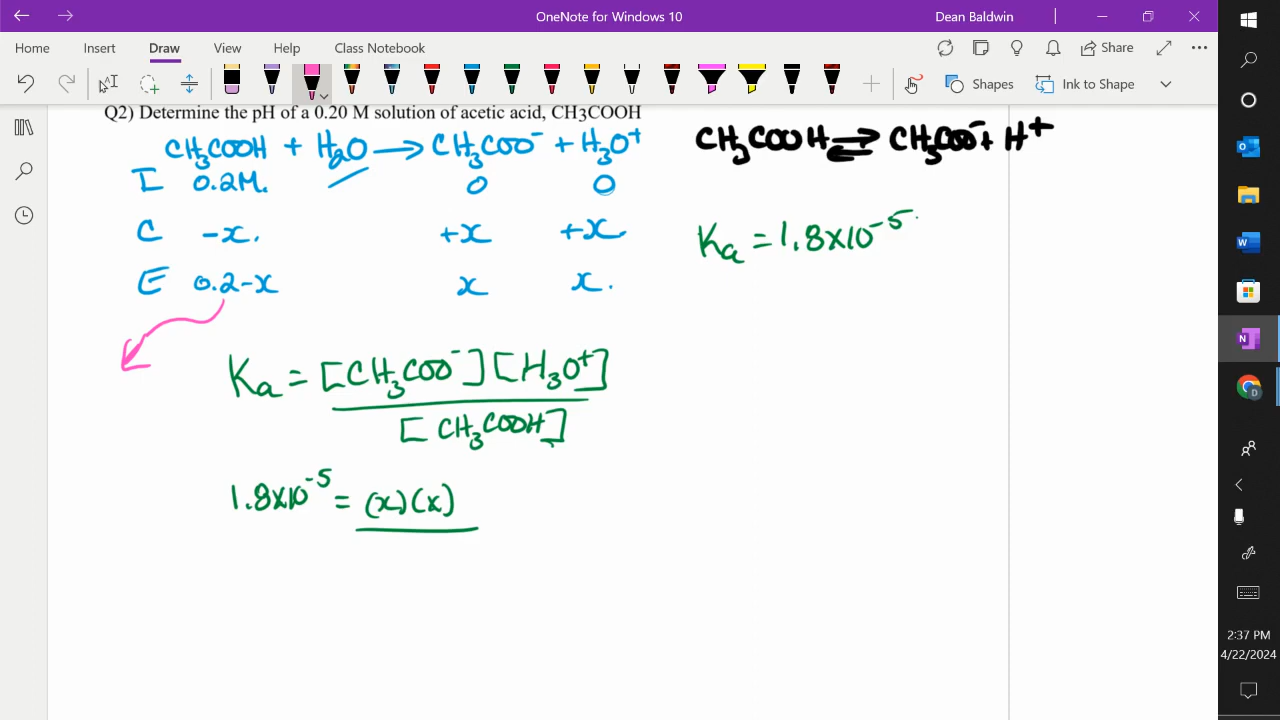 OneNote for Windows 10
Dean Baldwin
Home Insert Draw View Help Class Notebook
Share
Shapes
Ink to Shape
Q2) Determine the pH of a 0.20 M solution of acetic acid, CH3COOH
CH₃COOH + H₂O → CH₃COO⁻ + H₃O⁺
CH₃COOH ⇌ CH₃COO⁻ + H⁺
I 0.2M. 0 0
C -x. +x +x
E 0.2-x x x.
Ka = 1.8x10⁻⁵
Ka = [CH₃COO⁻][H₃O⁺]
[CH₃COOH]
1.8x10⁻⁵ = (x)(x)
2:37 PM
4/22/2024